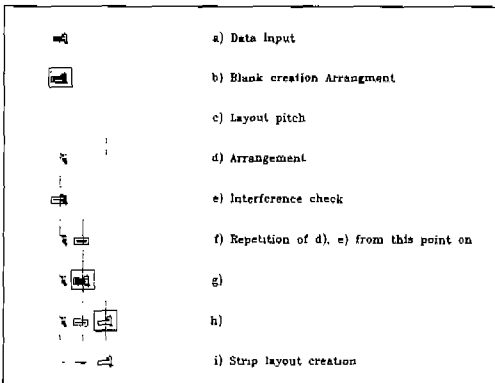 a) Data Input
b) Blank creation Arrangment
c) Layout pitch
d) Arrangement
e) Interference check
f) Repetition of d), e) from this point on
g)
h)
i) Strip layout creation